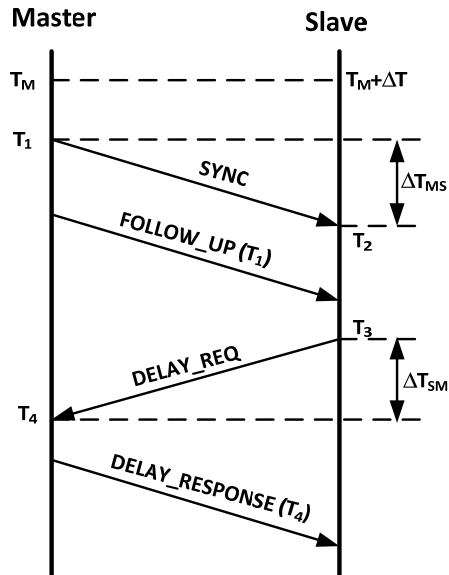 Master Slave
TM TM+ΔT
T1
SYNC
ΔTMS
T2
FOLLOW_UP (T1)
T3
DELAY_REQ
ΔTSM
T4
DELAY_RESPONSE (T4)